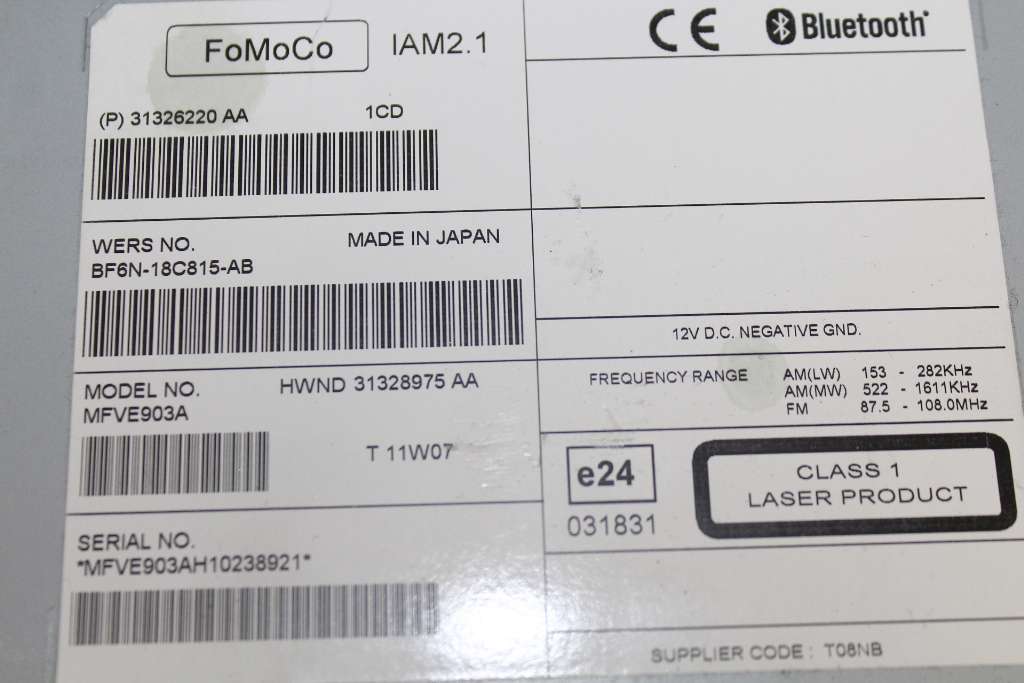 FoMoCo
IAM2.1
(P) 31326220 AA
1CD
WERS NO.
MADE IN JAPAN
BF6N-18C815-AB
MODEL NO.
HWND 31328975 AA
MFVE903A
T 11W07
SERIAL NO.
*MFVE903AH10238921*
CE
Bluetooth
12V D.C. NEGATIVE GND.
FREQUENCY RANGE
AM(LW) 153 - 282KHz
AM(MW) 522 - 1611KHz
FM 87.5 - 108.0MHz
e24
031831
CLASS 1
LASER PRODUCT
SUPPLIER CODE : T08NB